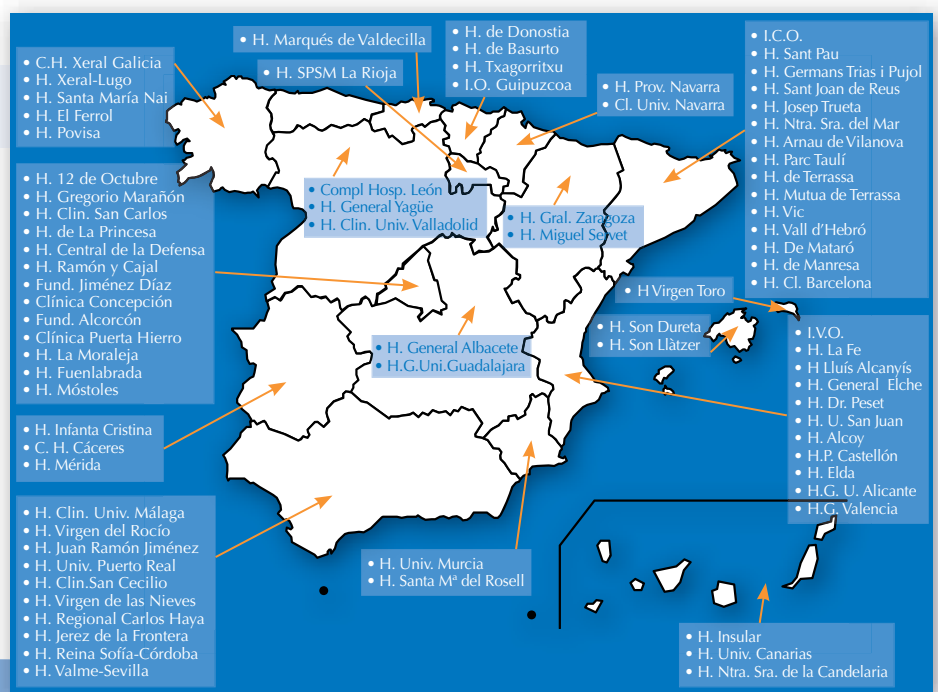 • C.H. Xeral Galicia
• H. Xeral-Lugo
• H. Santa María Nai
• H. El Ferrol
• H. Povisa
• H. Marqués de Valdecilla
• H. SPSM La Rioja
• H. de Donostia
• H. de Basurto
• H. Txagorritxu
• I.O. Guipuzcoa
• H. Prov. Navarra
• Cl. Univ. Navarra
• I.C.O.
• H. Sant Pau
• H. Germans Trias i Pujol
• H. Sant Joan de Reus
• H. Josep Trueta
• H. Ntra. Sra. del Mar
• H. Arnau de Vilanova
• H. Parc Taulí
• H. de Terrassa
• H. Mutua de Terrassa
• H. Vic
• H. Vall d'Hebró
• H. De Mataró
• H. de Manresa
• H. Cl. Barcelona
• H. 12 de Octubre
• H. Gregorio Marañón
• H. Clin. San Carlos
• H. de La Princesa
• H. Central de la Defensa
• H. Ramón y Cajal
• Fund. Jiménez Díaz
• Clínica Concepción
• Fund. Alcorcón
• Clínica Puerta Hierro
• H. La Moraleja
• H. Fuenlabrada
• H. Móstoles
• Compl Hosp. León
• H. General Yagüe
• H. Clin. Univ. Valladolid
• H. Gral. Zaragoza
• H. Miguel Servet
• H Virgen Toro
• H. Son Dureta
• H. Son Llàtzer
• H. General Albacete
• H.G.Uni.Guadalajara
• I.V.O.
• H. La Fe
• H Lluís Alcanyís
• H. General Elche
• H. Dr. Peset
• H. U. San Juan
• H. Alcoy
• H.P. Castellón
• H. Elda
• H.G. U. Alicante
• H.G. Valencia
• H. Infanta Cristina
• C. H. Cáceres
• H. Mérida
• H. Clin. Univ. Málaga
• H. Virgen del Rocío
• H. Juan Ramón Jiménez
• H. Univ. Puerto Real
• H. Clin.San Cecilio
• H. Virgen de las Nieves
• H. Regional Carlos Haya
• H. Jerez de la Frontera
• H. Reina Sofía-Córdoba
• H. Valme-Sevilla
• H. Univ. Murcia
• H. Santa Mª del Rosell
• H. Insular
• H. Univ. Canarias
• H. Ntra. Sra. de la Candelaria